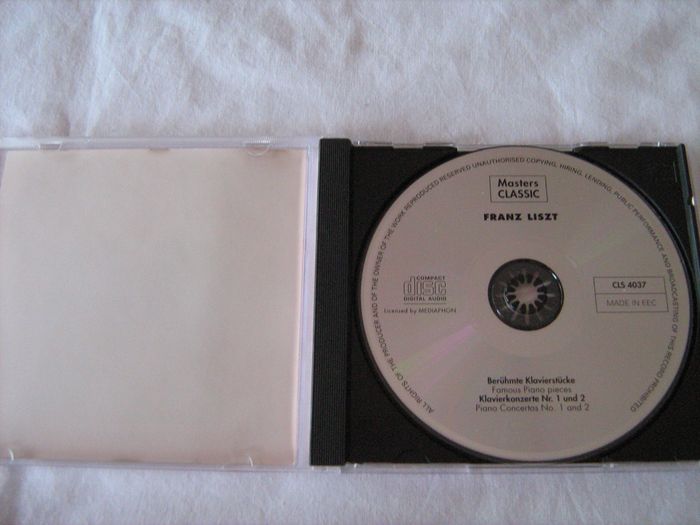 Masters
CLASSIC
FRANZ LISZT
COMPACT
disc
DIGITAL AUDIO
Licensed by MEDIAPHON
CLS 4037
MADE IN EEC
Berühmte Klavierstücke
Famous Piano pieces
Klavierkonzerte Nr. 1 und 2
Piano Concertos No. 1 and 2
ALL RIGHTS OF THE PRODUCER AND OF THE OWNER OF THE WORK REPRODUCED RESERVED UNAUTHORISED COPYING, HIRING, LENDING, PUBLIC PERFORMANCE AND BROADCASTING OF THIS RECORD PROHIBITED